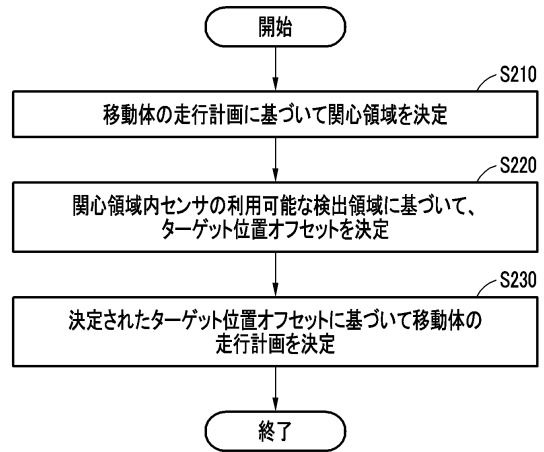 開始
S210
移動体の走行計画に基づいて関心領域を決定
S220
関心領域内センサの利用可能な検出領域に基づいて、
ターゲット位置オフセットを決定
S230
決定されたターゲット位置オフセットに基づいて移動体の
走行計画を決定
終了